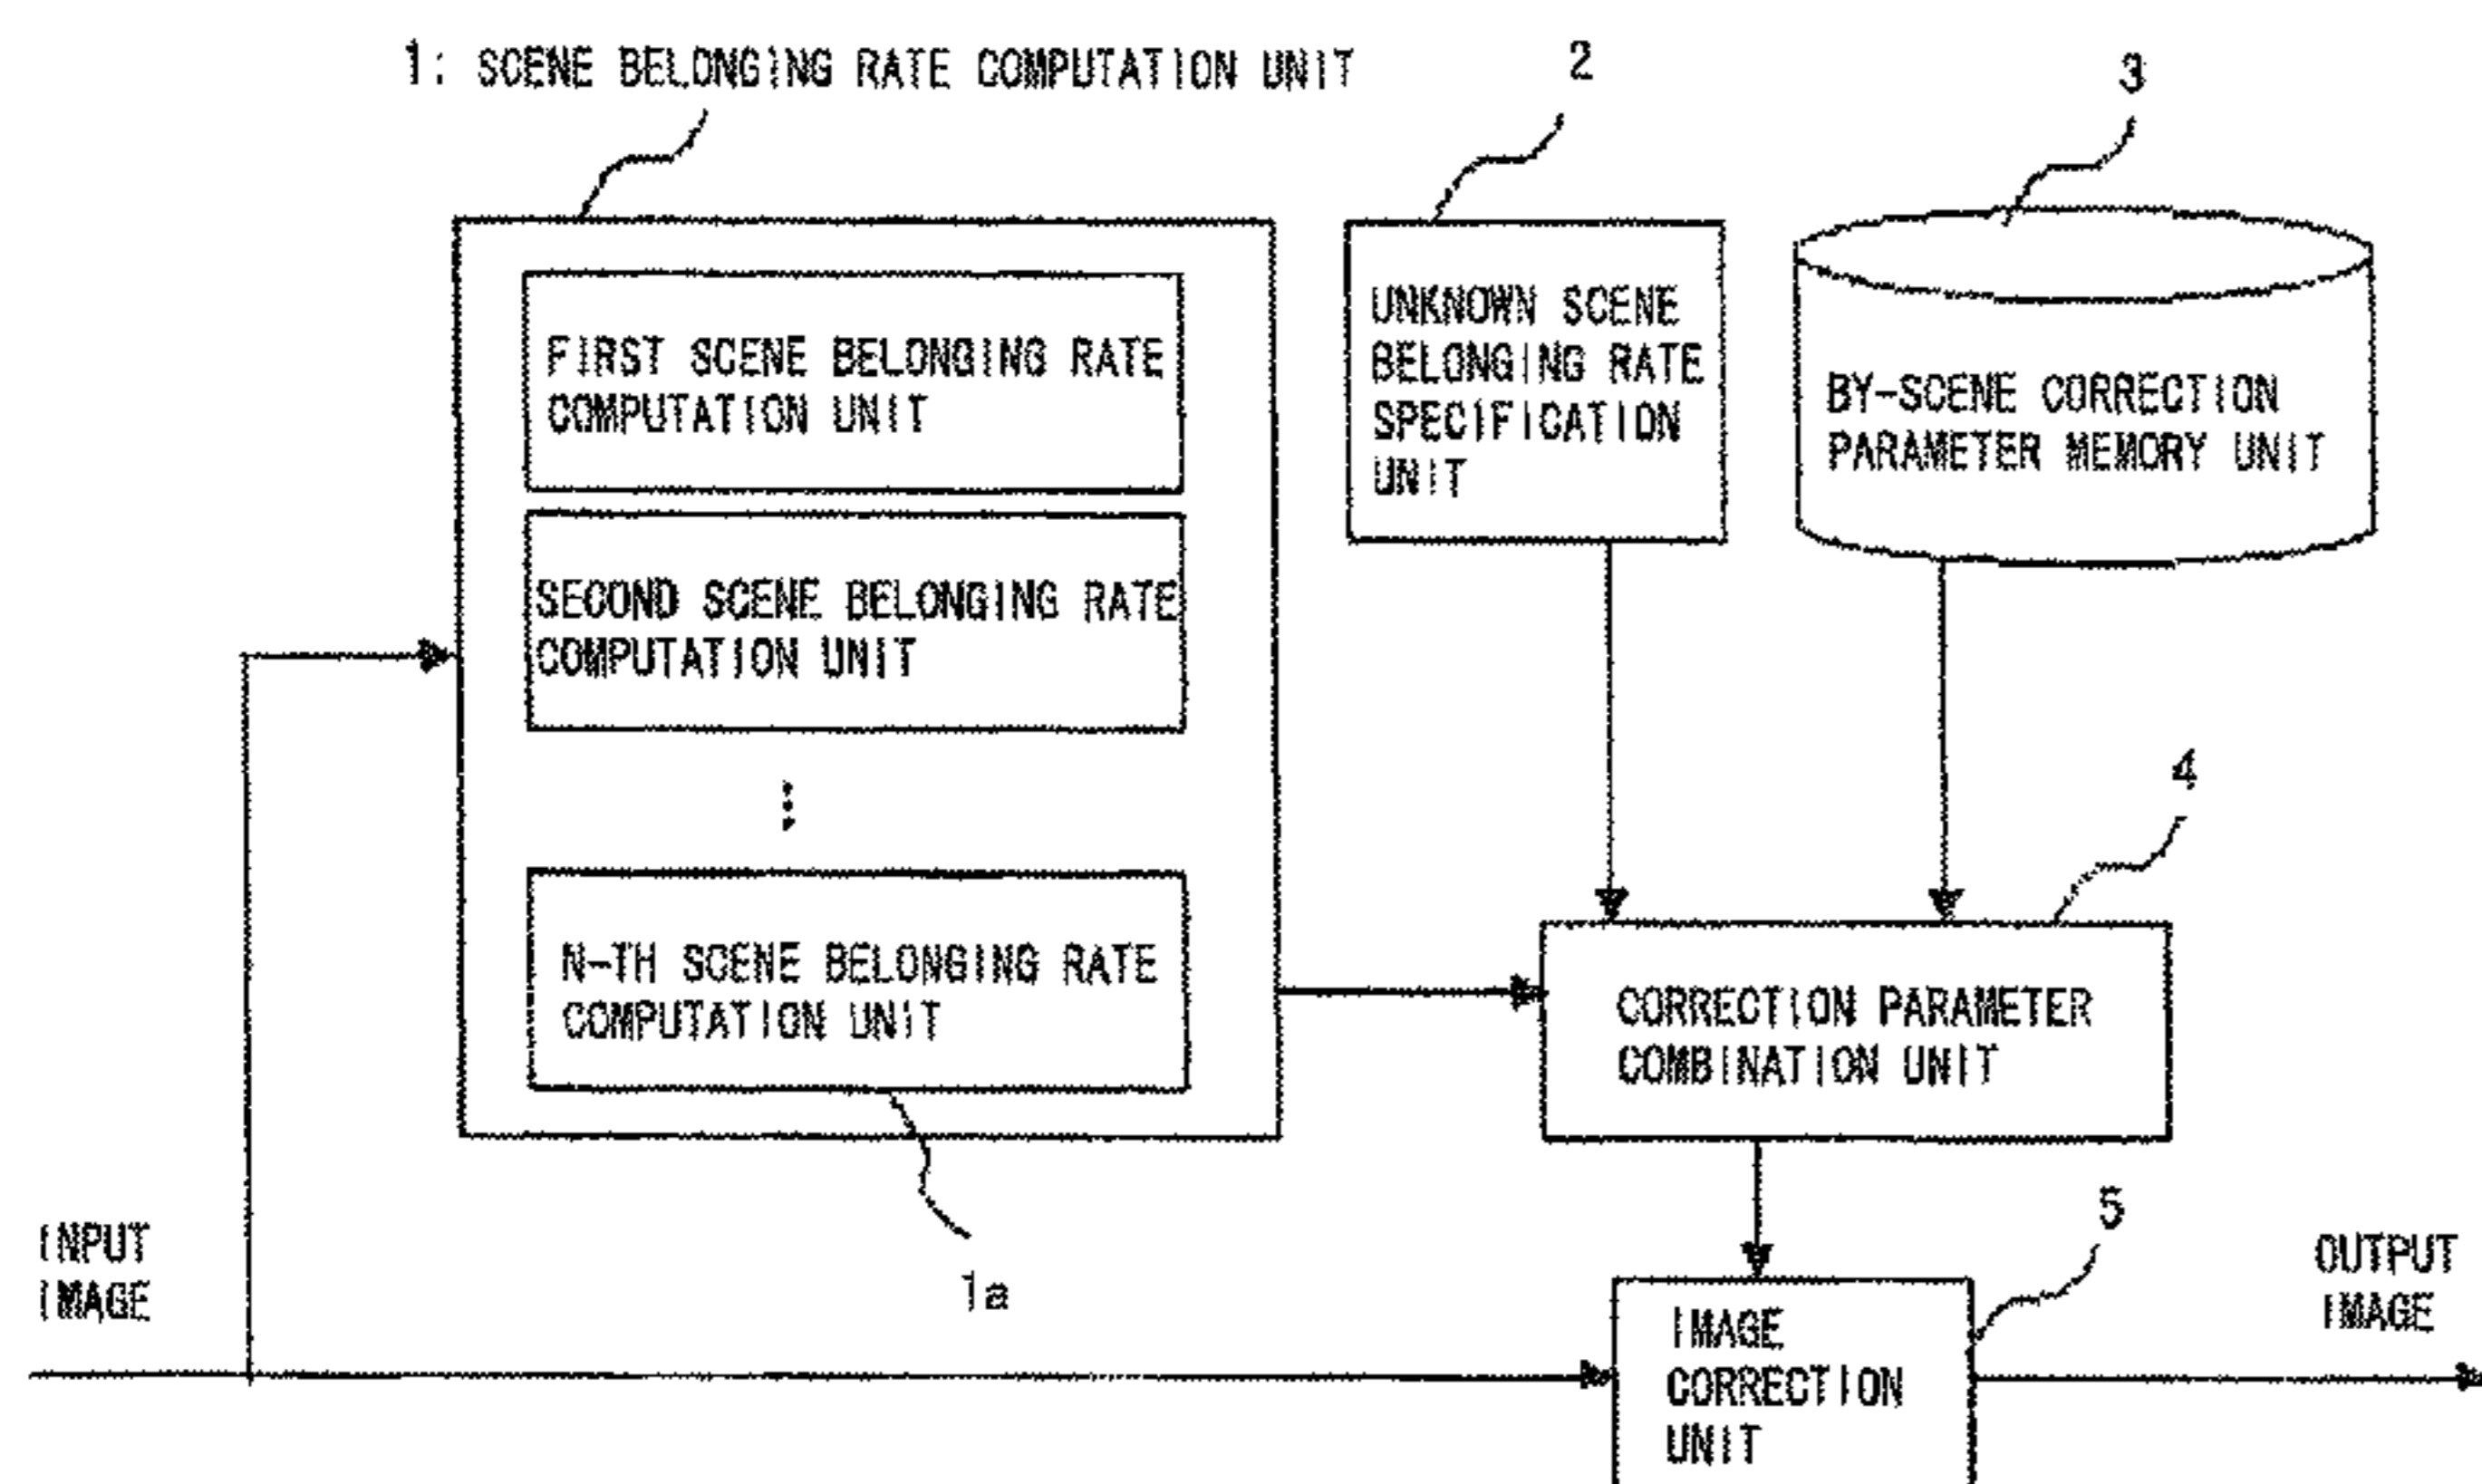 1: SCENE BELONGING RATE COMPUTATION UNIT
2
3
FIRST SCENE BELONGING RATE
COMPUTATION UNIT
SECOND SCENE BELONGING RATE
COMPUTATION UNIT
N-TH SCENE BELONGING RATE
COMPUTATION UNIT
1a
UNKNOWN SCENE
BELONGING RATE
SPECIFICATION
UNIT
BY-SCENE CORRECTION
PARAMETER MEMORY UNIT
4
CORRECTION PARAMETER
COMBINATION UNIT
5
INPUT
IMAGE
IMAGE
CORRECTION
UNIT
OUTPUT
IMAGE